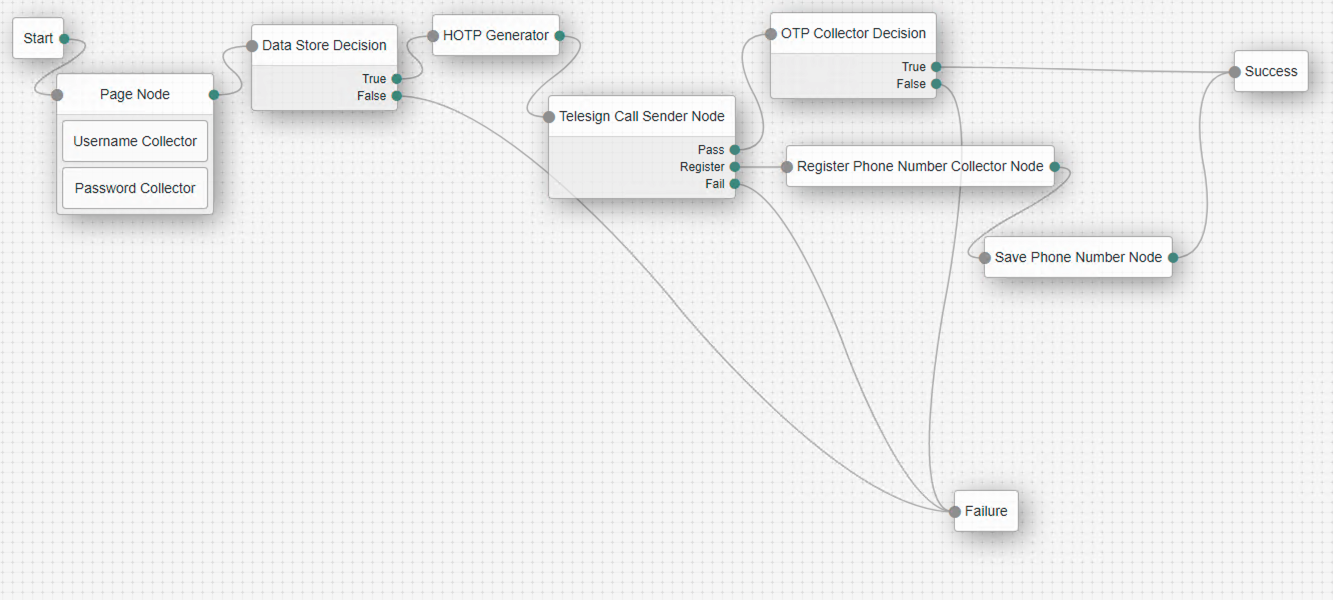 Start
Page Node
Username Collector
Password Collector
Data Store Decision
True
False
HOTP Generator
Telesign Call Sender Node
Pass
Register
Fail
OTP Collector Decision
True
False
Register Phone Number Collector Node
Save Phone Number Node
Success
Failure